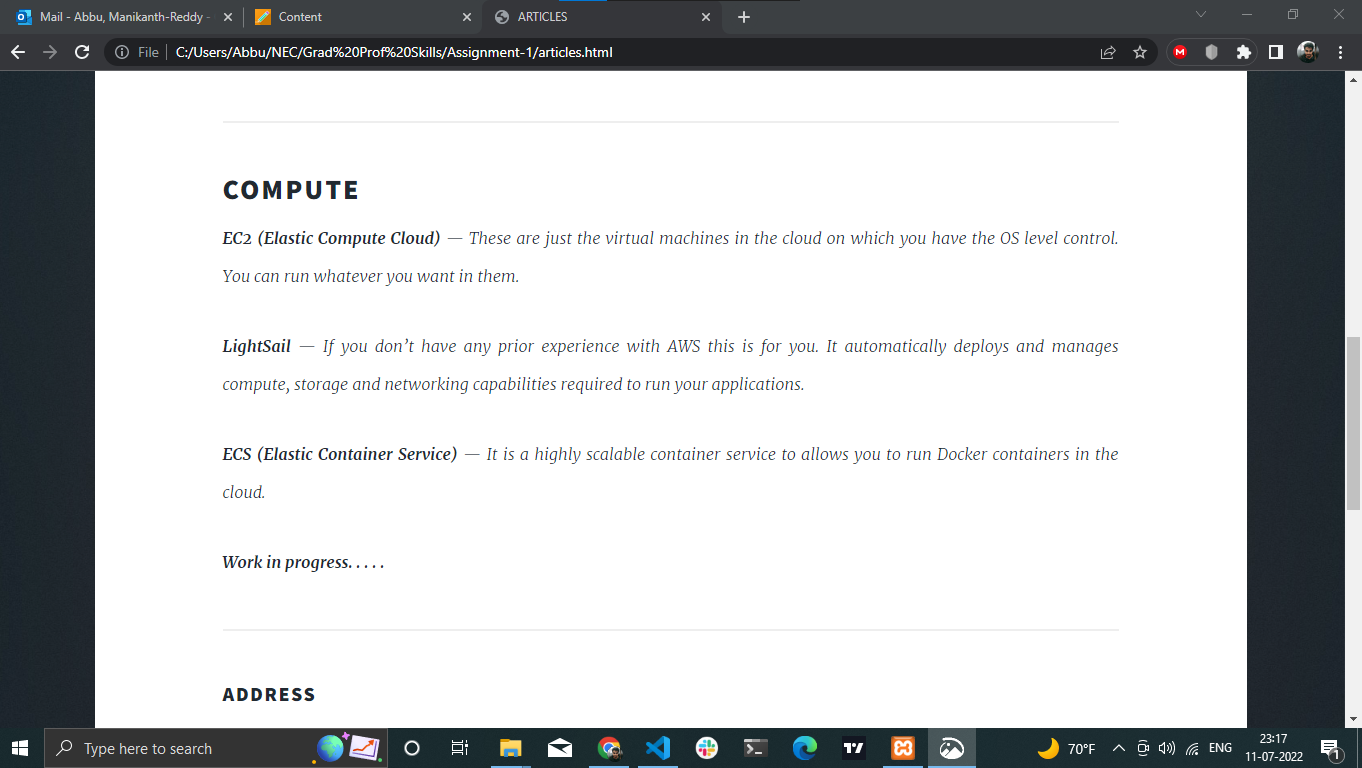 Mail - Abbu, Manikanth-Reddy -
Content
ARTICLES
File
C:/Users/Abbu/NEC/Grad%20Prof%20Skills/Assignment-1/articles.html
COMPUTE
EC2 (Elastic Compute Cloud) — These are just the virtual machines in the cloud on which you have the OS level control.
You can run whatever you want in them.
LightSail — If you don’t have any prior experience with AWS this is for you. It automatically deploys and manages
compute, storage and networking capabilities required to run your applications.
ECS (Elastic Container Service) — It is a highly scalable container service to allows you to run Docker containers in the
cloud.
Work in progress. . . . .
ADDRESS
Type here to search
70°F
ENG
23:17
11-07-2022
1